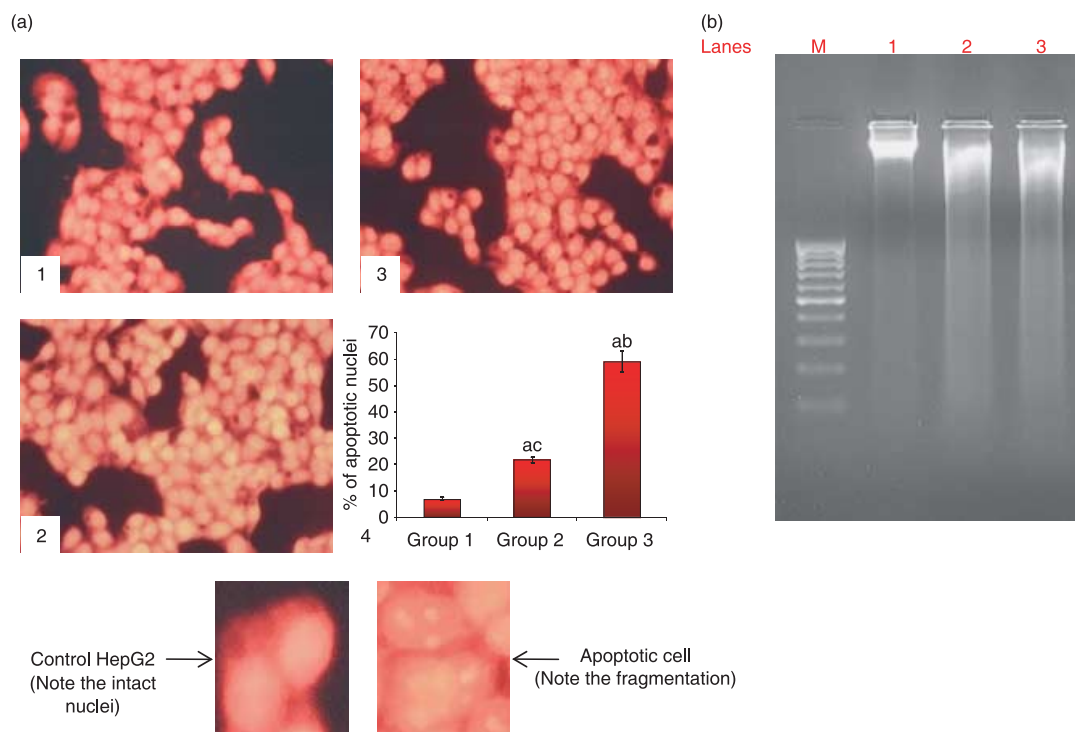 (a)
(b)
Lanes M 1 2 3
1
3
2
4
% of apoptotic nuclei
70
60
50
40
30
20
10
0
ac
ab
Group 1 Group 2 Group 3
Control HepG2
(Note the intact
nuclei)
Apoptotic cell
(Note the fragmentation)